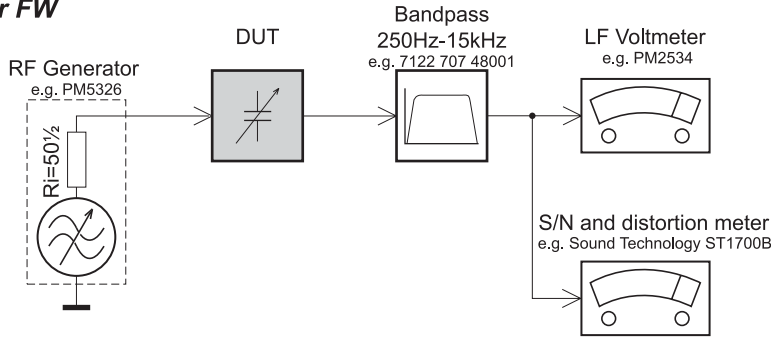 r FW
DUT
Bandpass
250Hz-15kHz
e.g. 7122 707 48001
LF Voltmeter
e.g. PM2534
RF Generator
e.g. PM5326
Ri=50½
S/N and distortion meter
e.g. Sound Technology ST1700B